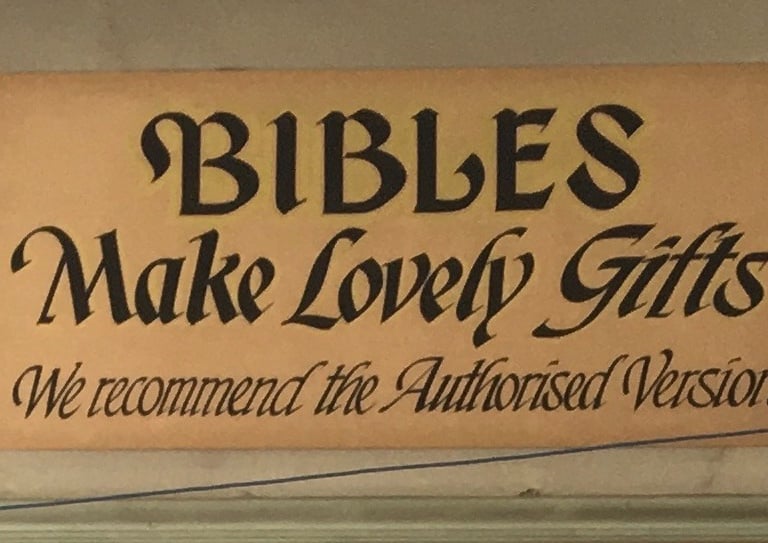 BIBLES
Make Lovely Gifts
We recommend the Authorised Version